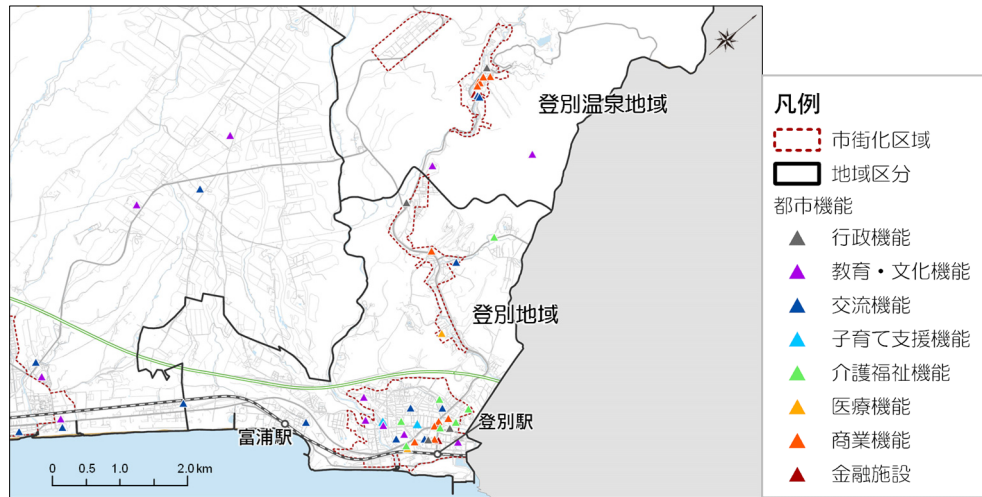 登別温泉地域
登別地域
登別駅
富浦駅
0 0.5 1.0 2.0 km
凡例
市街化区域
地域区分
都市機能
行政機能
教育・文化機能
交流機能
子育て支援機能
介護福祉機能
医療機能
商業機能
金融施設